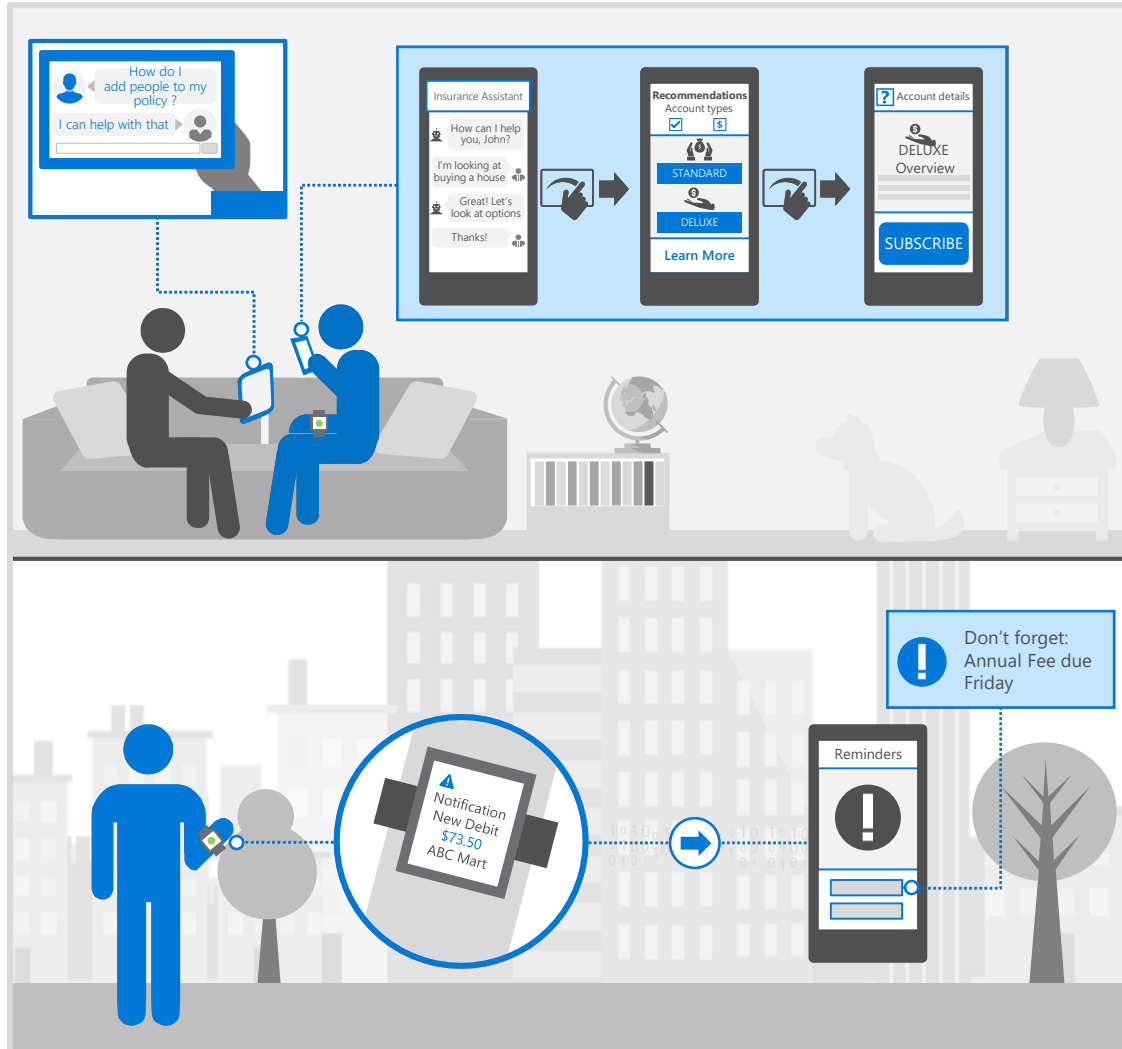 How do I
add people to my
policy ?
I can help with that
Insurance Assistant
How can I help
you, John?
I'm looking at
buying a house
Great! Let's
look at options
Thanks!
Recommendations
Account types
$
$
STANDARD
$
DELUXE
Learn More
? Account details
$
DELUXE
Overview
SUBSCRIBE
Don't forget:
Annual Fee due
Friday
!
Notification
New Debit
$73.50
ABC Mart
Reminders
!